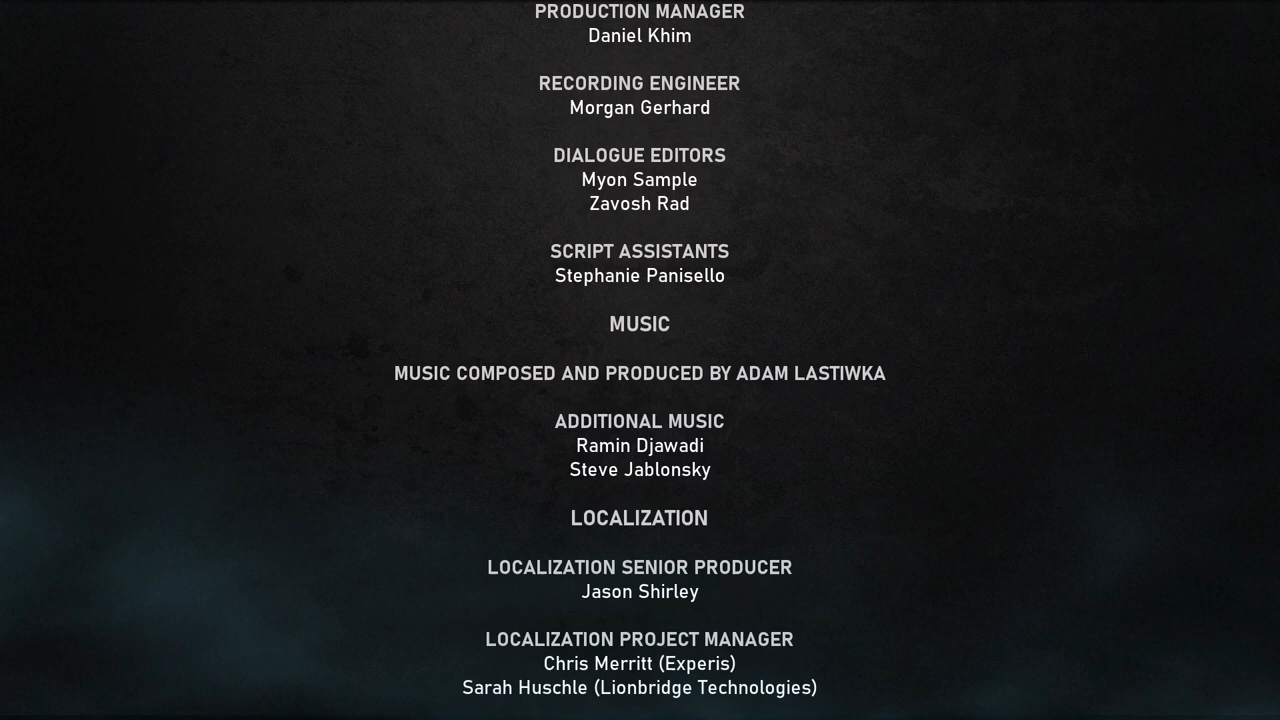 PRODUCTION MANAGER
Daniel Khim
RECORDING ENGINEER
Morgan Gerhard
DIALOGUE EDITORS
Myon Sample
Zavosh Rad
SCRIPT ASSISTANTS
Stephanie Panisello
MUSIC
MUSIC COMPOSED AND PRODUCED BY ADAM LASTIWKA
ADDITIONAL MUSIC
Ramin Djawadi
Steve Jablonsky
LOCALIZATION
LOCALIZATION SENIOR PRODUCER
Jason Shirley
LOCALIZATION PROJECT MANAGER
Chris Merritt (Experis)
Sarah Huschle (Lionbridge Technologies)